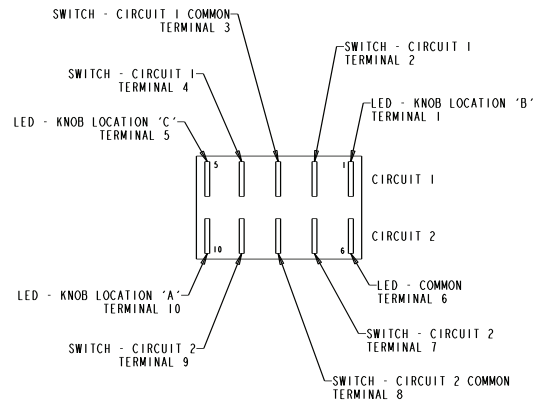 SWITCH - CIRCUIT 1 COMMON
TERMINAL 3
SWITCH - CIRCUIT 1
TERMINAL 2
SWITCH - CIRCUIT 1
TERMINAL 4
LED - KNOB LOCATION 'B'
TERMINAL 1
LED - KNOB LOCATION 'C'
TERMINAL 5
5
1
CIRCUIT 1
CIRCUIT 2
10
6
LED - KNOB LOCATION 'A'
TERMINAL 10
LED - COMMON
TERMINAL 6
SWITCH - CIRCUIT 2
TERMINAL 7
SWITCH - CIRCUIT 2
TERMINAL 9
SWITCH - CIRCUIT 2 COMMON
TERMINAL 8